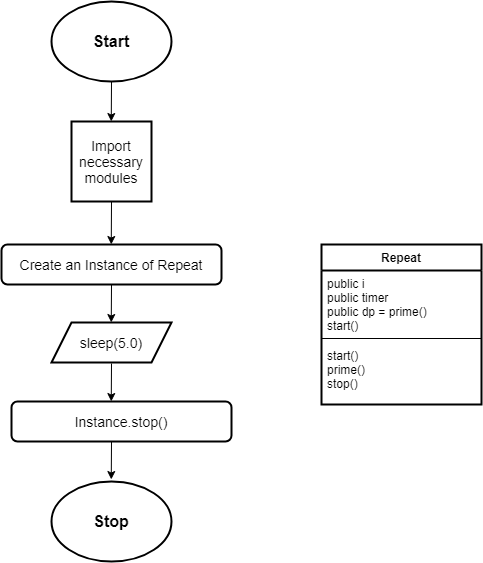 Start
Import
necessary
modules
Create an Instance of Repeat
sleep(5.0)
Instance.stop()
Stop
Repeat
public i
public timer
public dp = prime()
start()
start()
prime()
stop()